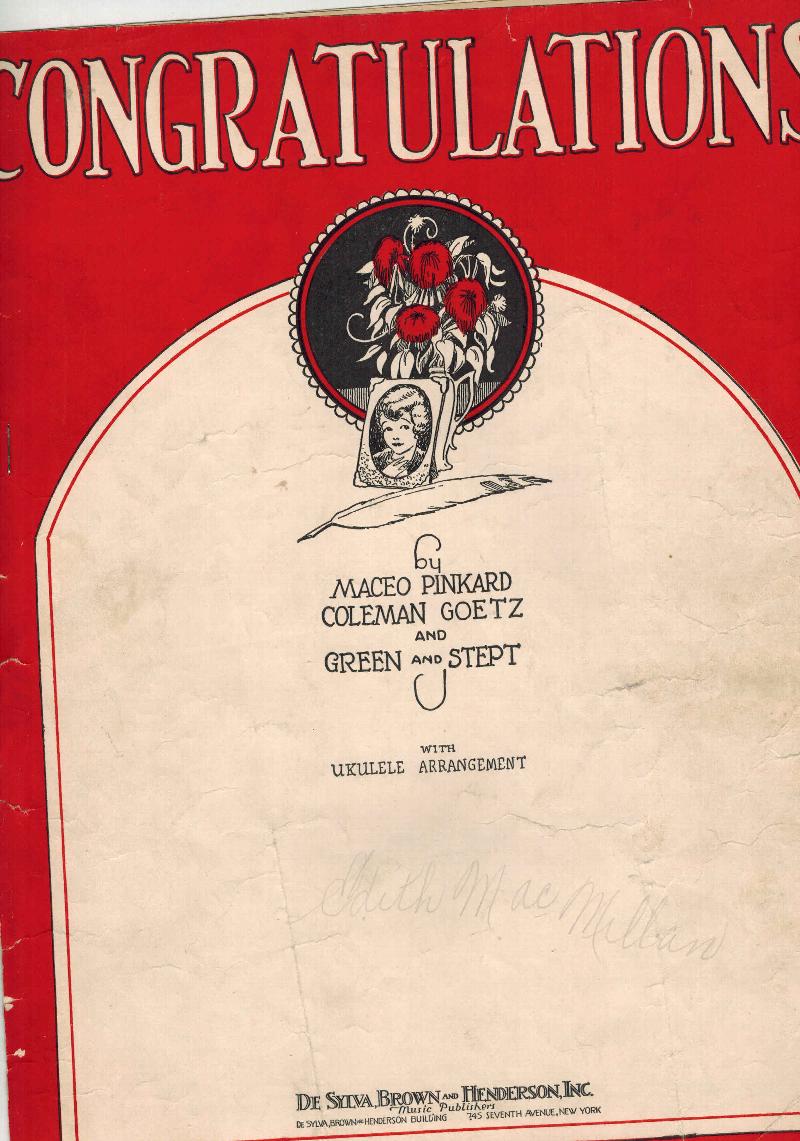 CONGRATULATIONS
by
MACEO PINKARD
COLEMAN GOETZ
AND
GREEN AND STEPT
WITH
UKULELE ARRANGEMENT
Edith MacMillan
DE SYLVA, BROWN AND HENDERSON, INC.
Music Publishers
DE SYLVA, BROWN AND HENDERSON BUILDING 745 SEVENTH AVENUE, NEW YORK